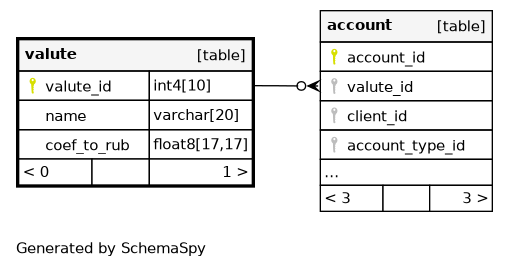 valute [table]
valute_id int4[10]
name varchar[20]
coef_to_rub float8[17,17]
< 0 1 >
account [table]
account_id
valute_id
client_id
account_type_id
...
< 3 3 >
Generated by SchemaSpy